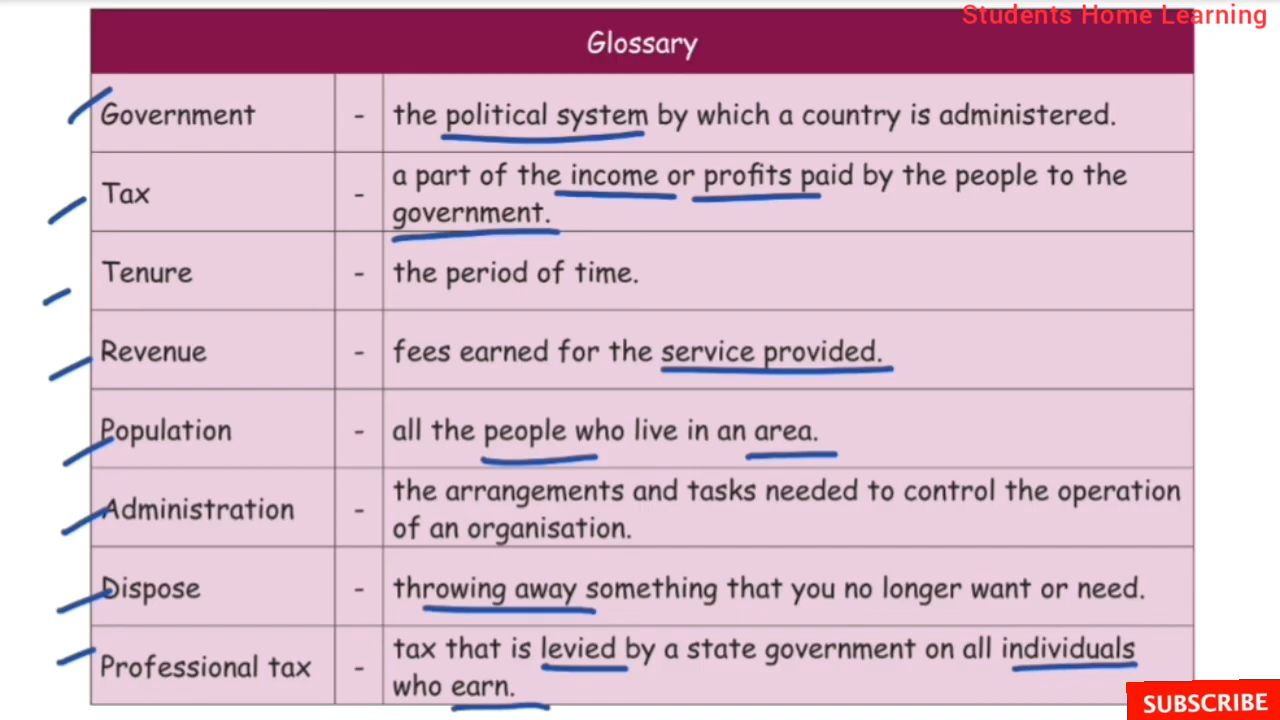 Students Home Learning
Glossary
Government - the political system by which a country is administered.
Tax - a part of the income or profits paid by the people to the
government.
Tenure - the period of time.
Revenue - fees earned for the service provided.
Population - all the people who live in an area.
Administration - the arrangements and tasks needed to control the operation
of an organisation.
Dispose - throwing away something that you no longer want or need.
Professional tax - tax that is levied by a state government on all individuals
who earn.
SUBSCRIBE